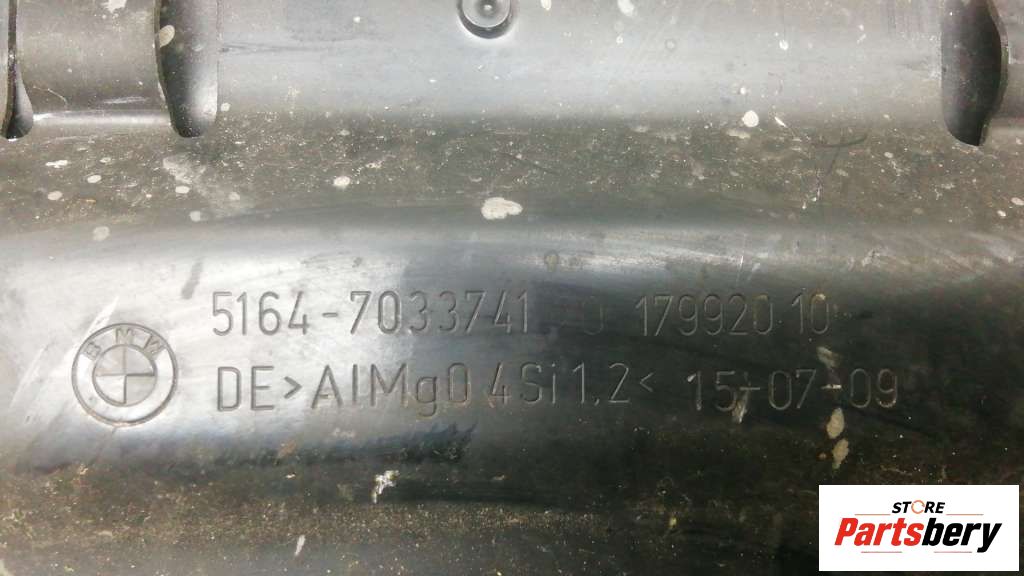 5164-7033741 179920 10
BMW
DE>AlMg0 4Si1.2< 15-07-09
STORE
Partsbery